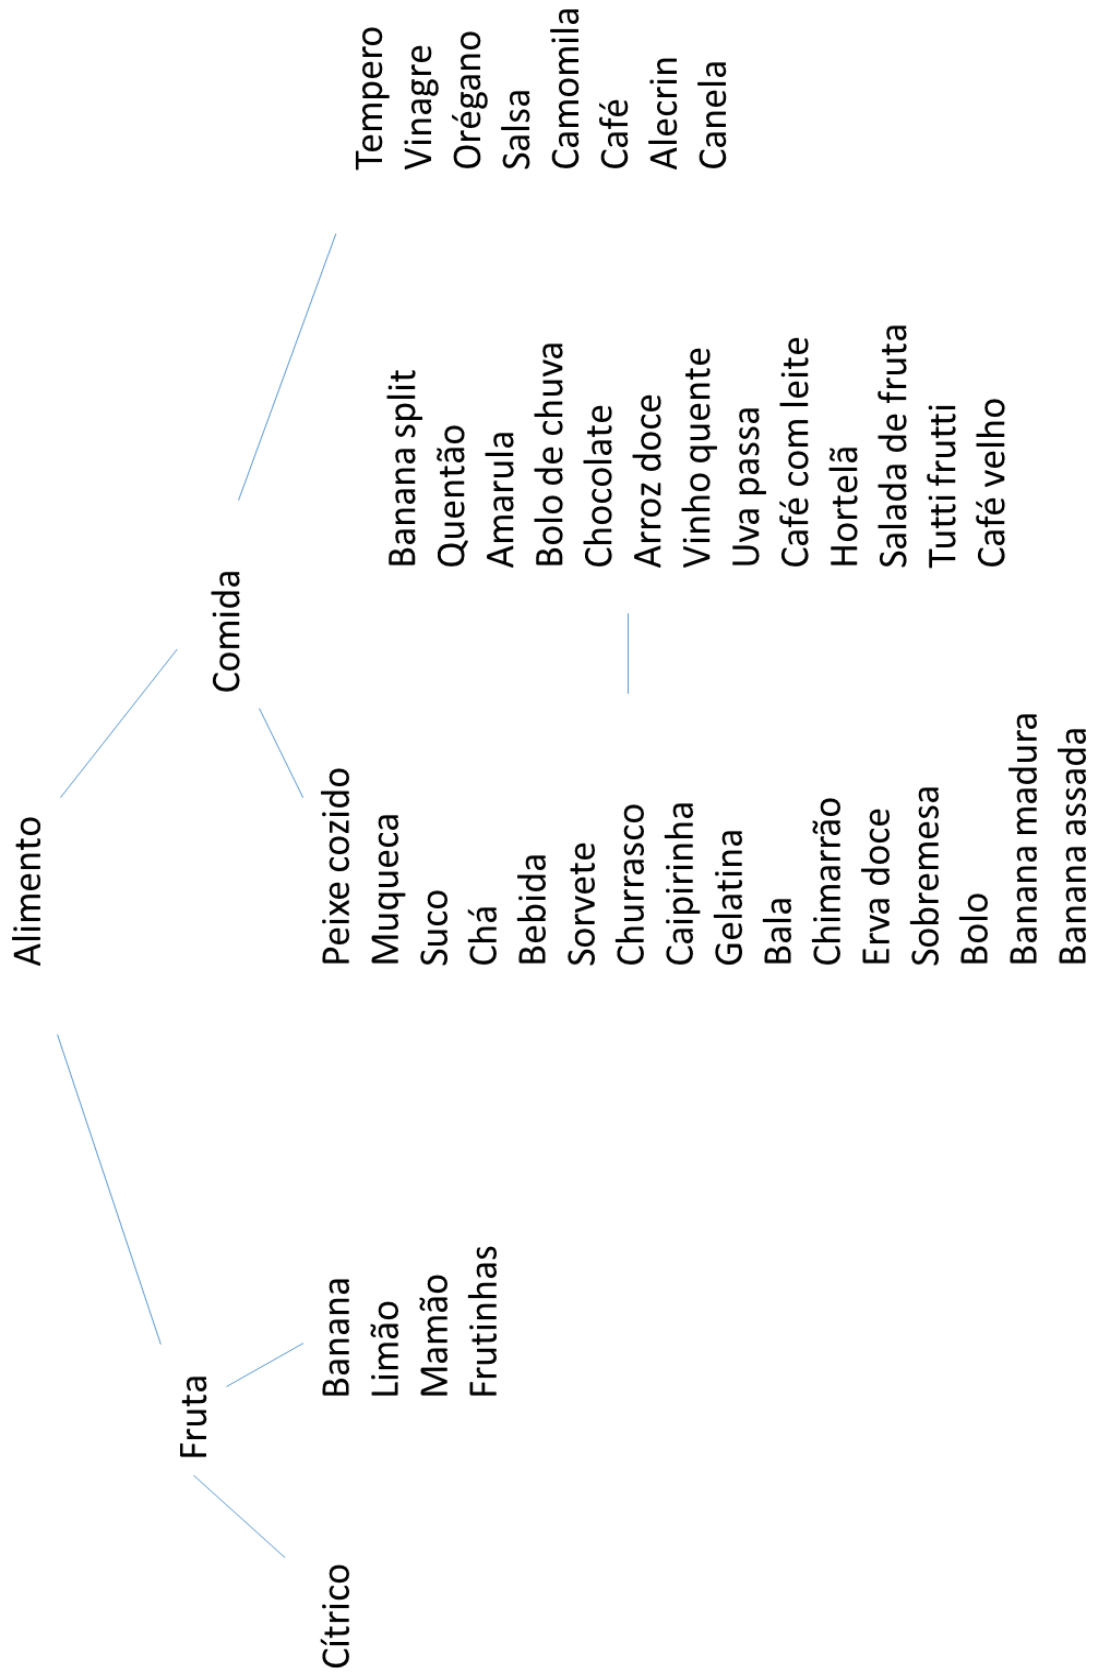 Alimento
Fruta
Comida
Cítrico
Banana
Limão
Mamão
Frutinhas
Peixe cozido
Muqueca
Suco
Chá
Bebida
Sorvete
Churrasco
Caipirinha
Gelatina
Bala
Chimarrão
Erva doce
Sobremesa
Bolo
Banana madura
Banana assada
Banana split
Quentão
Amarula
Bolo de chuva
Chocolate
Arroz doce
Vinho quente
Uva passa
Café com leite
Hortelã
Salada de fruta
Tutti frutti
Café velho
Tempero
Vinagre
Orégano
Salsa
Camomila
Café
Alecrin
Canela